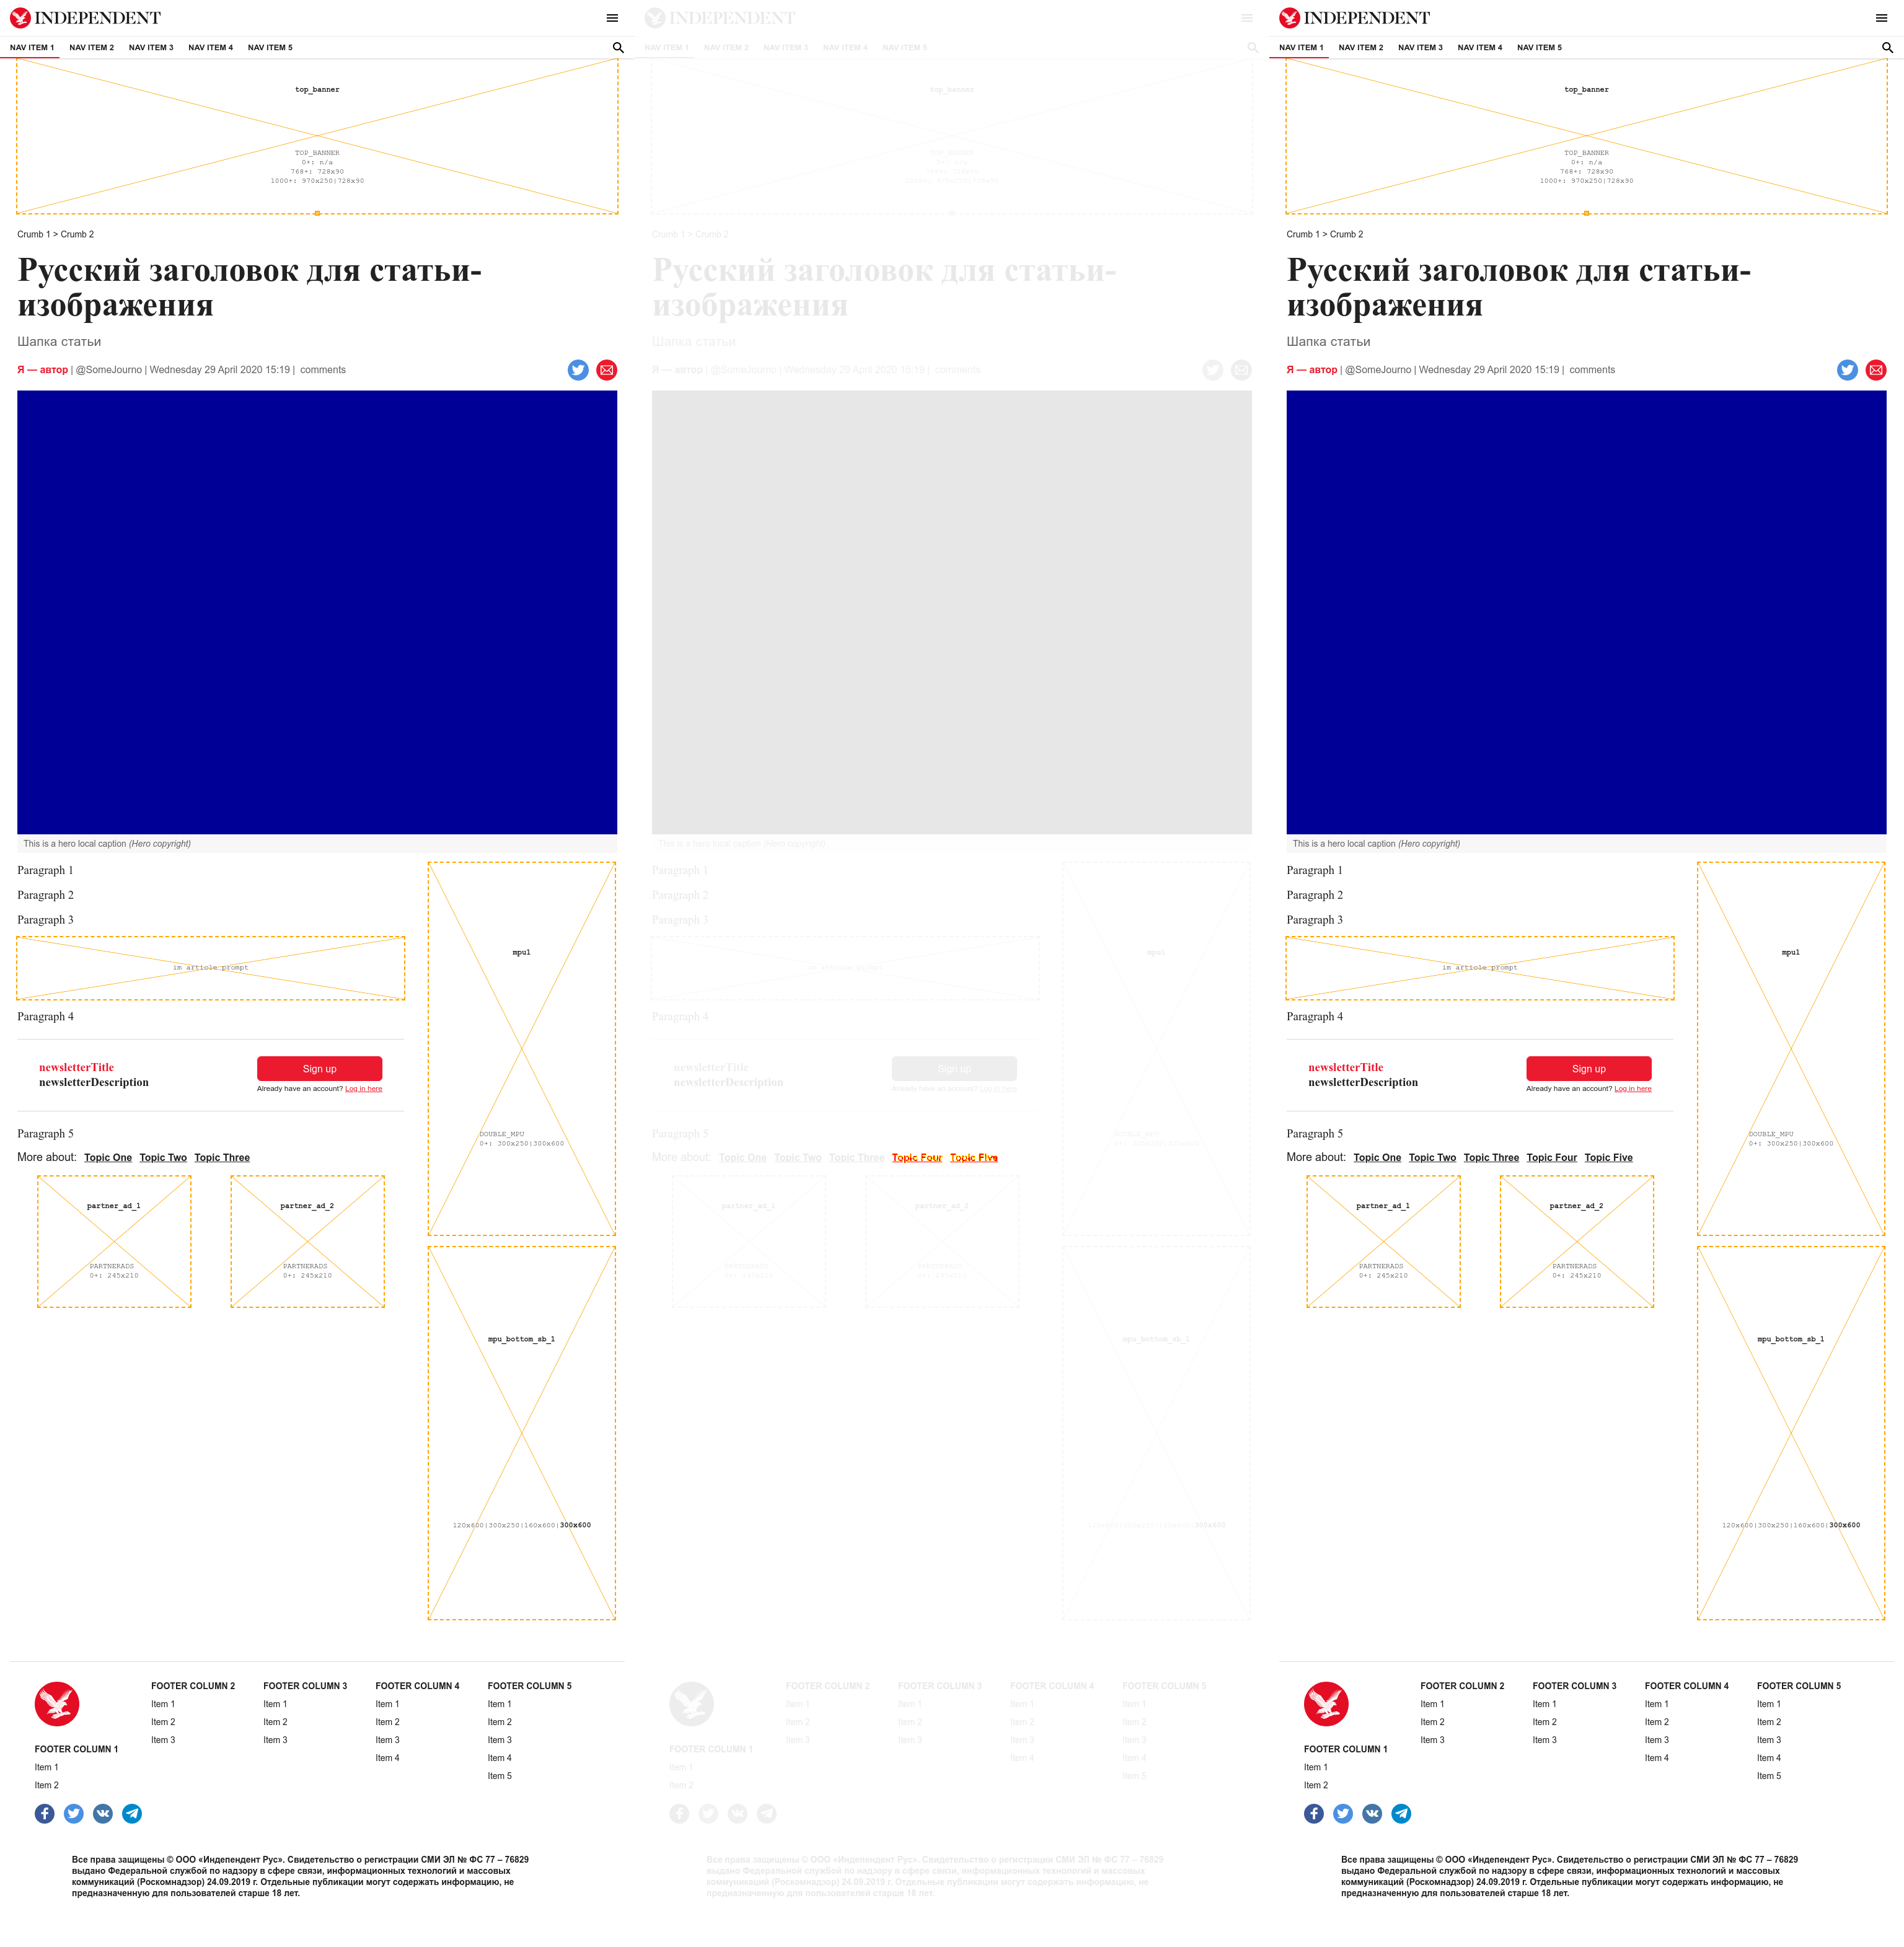 INDEPENDENT
NAV ITEM 1 NAV ITEM 2 NAV ITEM 3 NAV ITEM 4 NAV ITEM 5
top_banner
TOP_BANNER
0+: n/a
768+: 728x90
1000+: 970x250|728x90
Crumb 1 > Crumb 2
Русский заголовок для статьи-
изображения
Шапка статьи
Я — автор | @SomeJourno | Wednesday 29 April 2020 15:19 | comments
This is a hero local caption (Hero copyright)
Paragraph 1
Paragraph 2
Paragraph 3
im article prompt
Paragraph 4
newsletterTitle
newsletterDescription
Sign up
Already have an account? Log in here
Paragraph 5
More about: Topic One Topic Two Topic Three
partner_ad_1
PARTNERADS
0+: 245x210
partner_ad_2
PARTNERADS
0+: 245x210
mpu1
DOUBLE_MPU
0+: 300x250|300x600
mpu_bottom_sb_1
120x600|300x250|160x600|300x600
FOOTER COLUMN 1
Item 1
Item 2
FOOTER COLUMN 2
Item 1
Item 2
Item 3
FOOTER COLUMN 3
Item 1
Item 2
Item 3
FOOTER COLUMN 4
Item 1
Item 2
Item 3
Item 4
FOOTER COLUMN 5
Item 1
Item 2
Item 3
Item 4
Item 5
Все права защищены © ООО «Индепендент Рус». Свидетельство о регистрации СМИ ЭЛ № ФС 77 – 76829
выдано Федеральной службой по надзору в сфере связи, информационных технологий и массовых
коммуникаций (Роскомнадзор) 24.09.2019 г. Отдельные публикации могут содержать информацию, не
предназначенную для пользователей старше 18 лет.
INDEPENDENT
NAV ITEM 1 NAV ITEM 2 NAV ITEM 3 NAV ITEM 4 NAV ITEM 5
top_banner
Crumb 1 > Crumb 2
Русский заголовок для статьи-
изображения
Шапка статьи
Я — автор | @SomeJourno | Wednesday 29 April 2020 15:19 | comments
This is a hero local caption (Hero copyright)
Paragraph 1
Paragraph 2
Paragraph 3
Paragraph 4
newsletterTitle
newsletterDescription
Sign up
Already have an account? Log in here
Paragraph 5
More about: Topic One Topic Two Topic Three Topic Four Topic Five
partner_ad_1
partner_ad_2
mpu1
mpu_bottom_sb_1
FOOTER COLUMN 1
Item 1
Item 2
FOOTER COLUMN 2
Item 1
Item 2
Item 3
FOOTER COLUMN 3
Item 1
Item 2
Item 3
FOOTER COLUMN 4
Item 1
Item 2
Item 3
Item 4
FOOTER COLUMN 5
Item 1
Item 2
Item 3
Item 4
Item 5
Все права защищены © ООО «Индепендент Рус». Свидетельство о регистрации СМИ ЭЛ № ФС 77 – 76829
выдано Федеральной службой по надзору в сфере связи, информационных технологий и массовых
коммуникаций (Роскомнадзор) 24.09.2019 г. Отдельные публикации могут содержать информацию, не
предназначенную для пользователей старше 18 лет.
INDEPENDENT
NAV ITEM 1 NAV ITEM 2 NAV ITEM 3 NAV ITEM 4 NAV ITEM 5
top_banner
TOP_BANNER
0+: n/a
768+: 728x90
1000+: 970x250|728x90
Crumb 1 > Crumb 2
Русский заголовок для статьи-
изображения
Шапка статьи
Я — автор | @SomeJourno | Wednesday 29 April 2020 15:19 | comments
This is a hero local caption (Hero copyright)
Paragraph 1
Paragraph 2
Paragraph 3
im article prompt
Paragraph 4
newsletterTitle
newsletterDescription
Sign up
Already have an account? Log in here
Paragraph 5
More about: Topic One Topic Two Topic Three Topic Four Topic Five
partner_ad_1
PARTNERADS
0+: 245x210
partner_ad_2
PARTNERADS
0+: 245x210
mpu1
DOUBLE_MPU
0+: 300x250|300x600
mpu_bottom_sb_1
120x600|300x250|160x600|300x600
FOOTER COLUMN 1
Item 1
Item 2
FOOTER COLUMN 2
Item 1
Item 2
Item 3
FOOTER COLUMN 3
Item 1
Item 2
Item 3
FOOTER COLUMN 4
Item 1
Item 2
Item 3
Item 4
FOOTER COLUMN 5
Item 1
Item 2
Item 3
Item 4
Item 5
Все права защищены © ООО «Индепендент Рус». Свидетельство о регистрации СМИ ЭЛ № ФС 77 – 76829
выдано Федеральной службой по надзору в сфере связи, информационных технологий и массовых
коммуникаций (Роскомнадзор) 24.09.2019 г. Отдельные публикации могут содержать информацию, не
предназначенную для пользователей старше 18 лет.